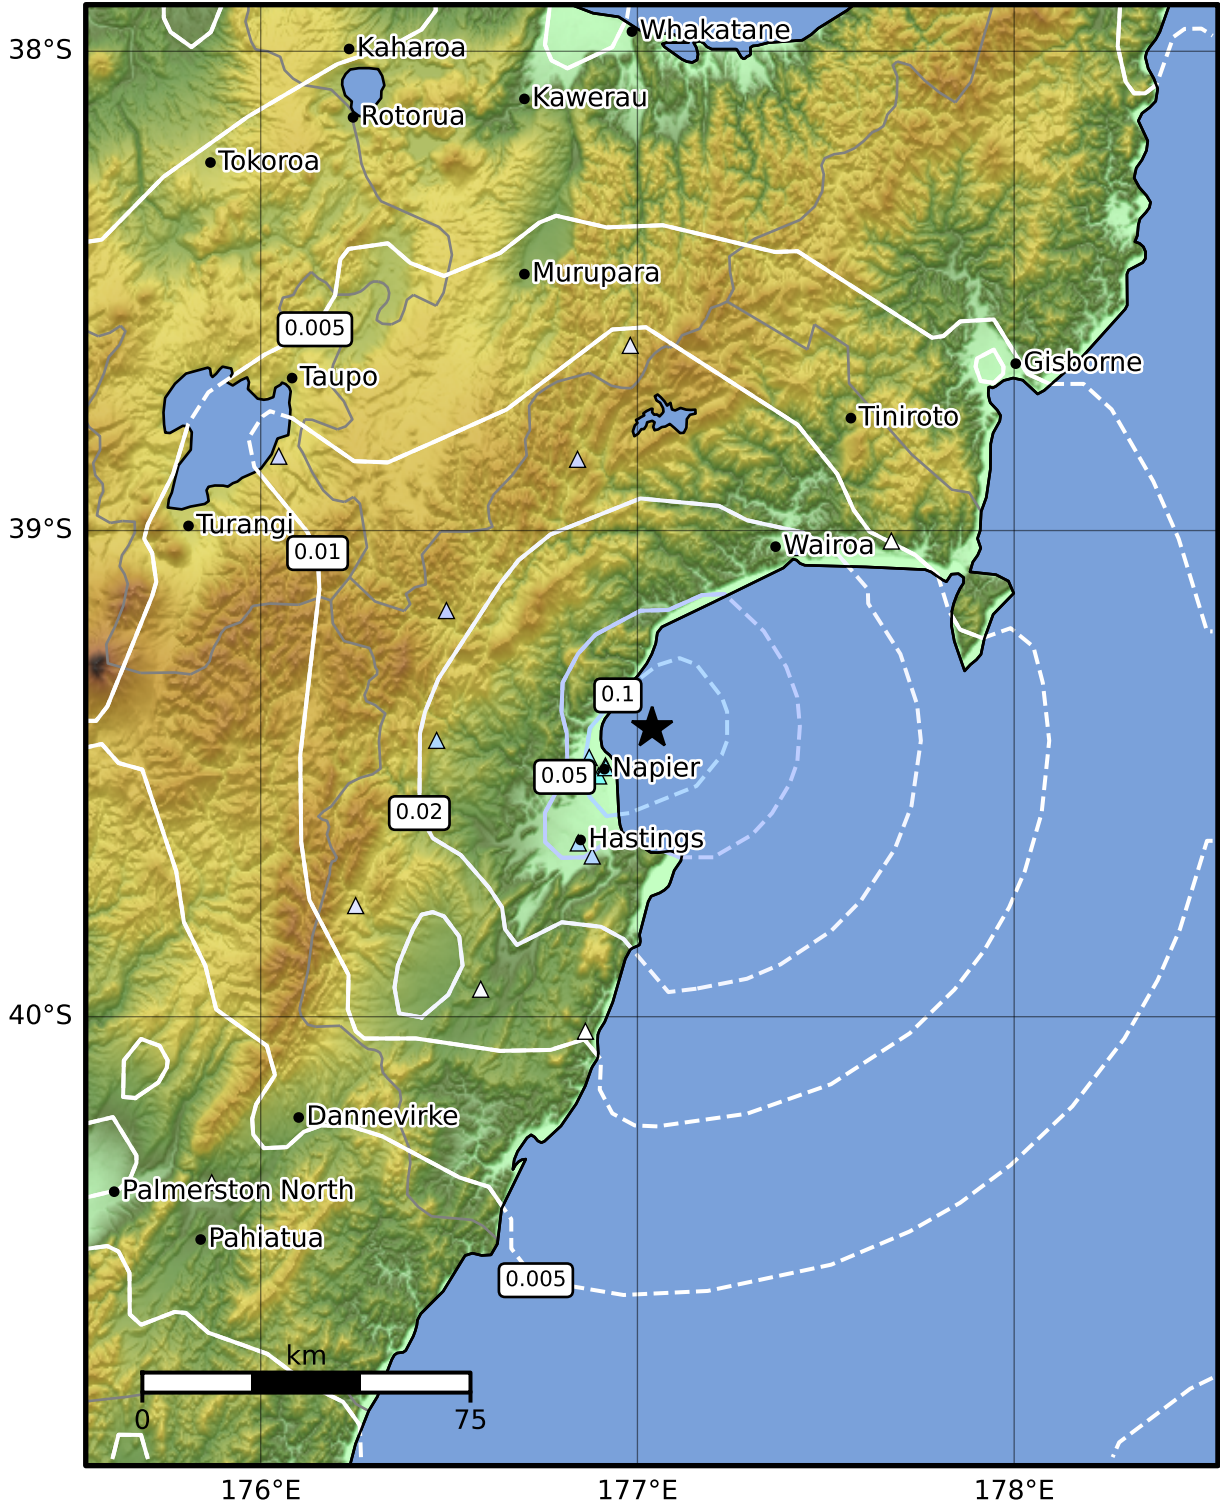 Whakatane
Kaharoa
38°S
Kawerau
Rotorua
Tokoroa
Murupara
0.005
Gisborne
Taupo
Tiniroto
Turangi
39°S
Wairoa
0.01
0.1
Napier
0.05
0.02
Hastings
40°S
Dannevirke
Palmerston North
Pahiatua
0.005
km
0 75
176°E 177°E 178°E